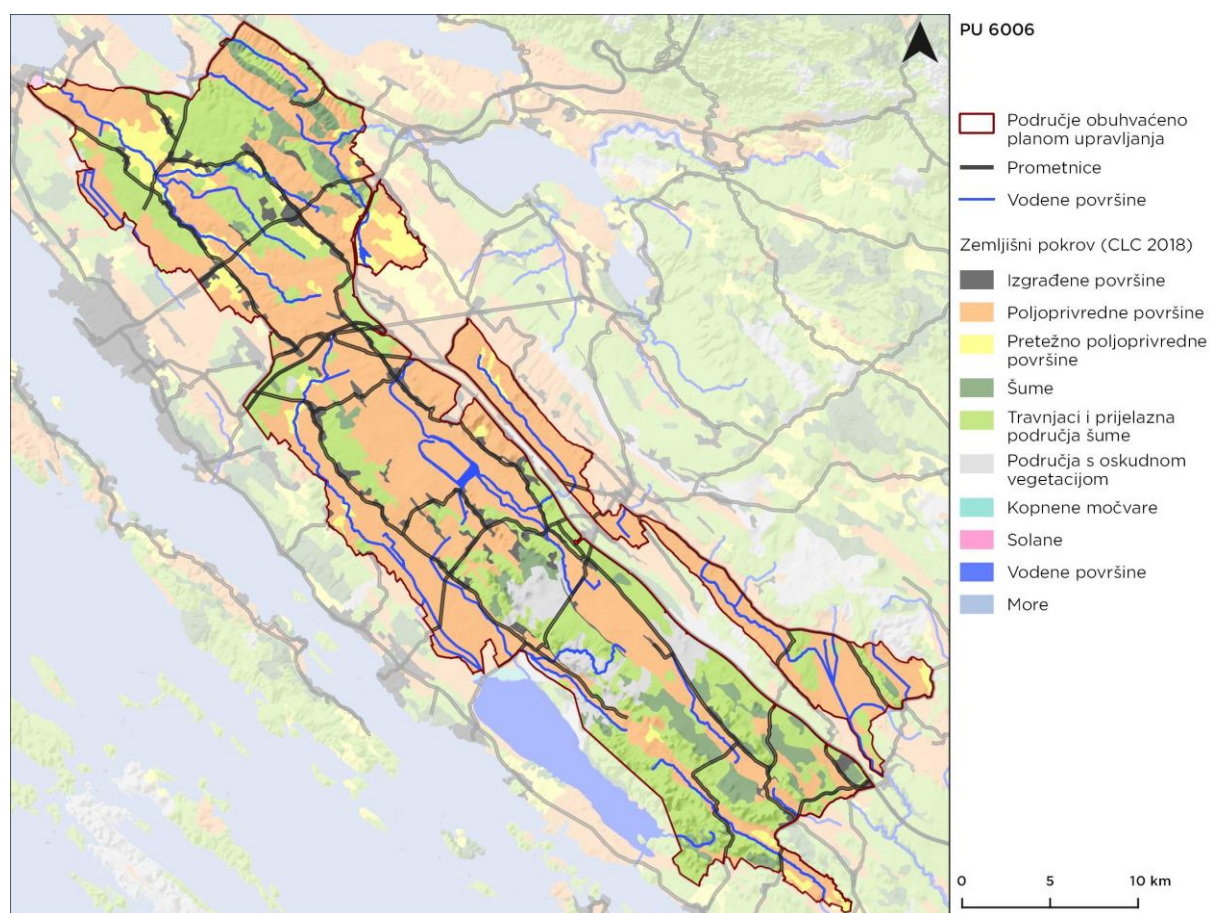 PU 6006
Područje obuhvaćeno
planom upravljanja
Prometnice
Vodene površine
Zemljišni pokrov (CLC 2018)
Izgrađene površine
Poljoprivredne površine
Pretežno poljoprivredne
površine
Šume
Travnjaci i prijelazna
područja šume
Područja s oskudnom
vegetacijom
Kopnene močvare
Solane
Vodene površine
More
0 5 10 km